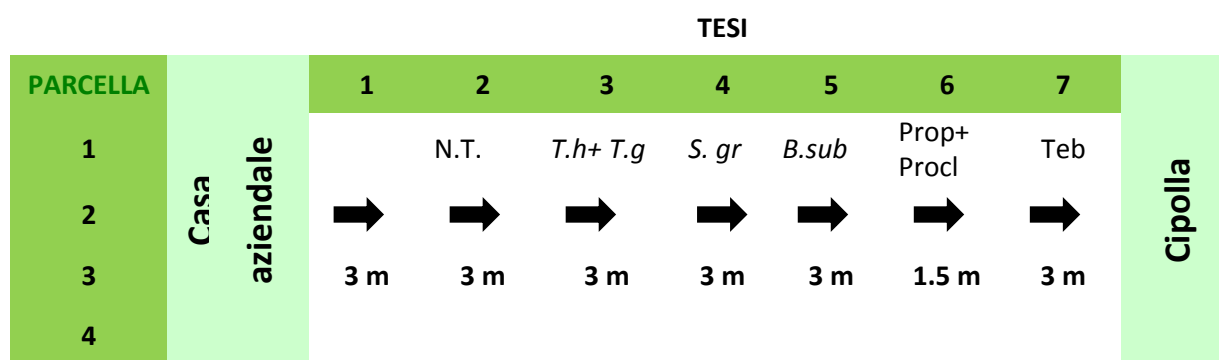 TESI
PARCELLA 1 2 3 4 5 6 7
Casa
aziendale
1 N.T. T.h+ T.g S. gr B.sub Prop+
Procl Teb
2
3 3 m 3 m 3 m 3 m 3 m 1.5 m 3 m
4
Cipolla